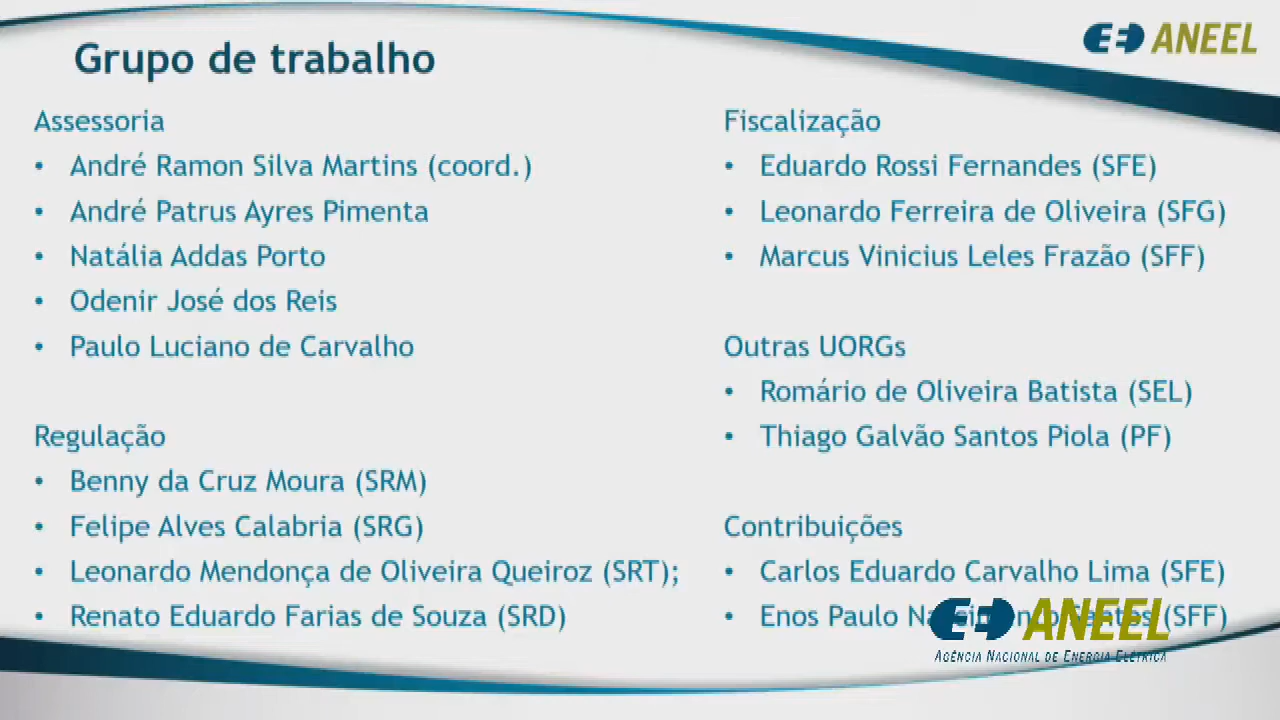 Grupo de trabalho
ANEEL
Assessoria
• André Ramon Silva Martins (coord.)
• André Patrus Ayres Pimenta
• Natália Addas Porto
• Odenir José dos Reis
• Paulo Luciano de Carvalho
Regulação
• Benny da Cruz Moura (SRM)
• Felipe Alves Calabria (SRG)
• Leonardo Mendonça de Oliveira Queiroz (SRT);
• Renato Eduardo Farias de Souza (SRD)
Fiscalização
• Eduardo Rossi Fernandes (SFE)
• Leonardo Ferreira de Oliveira (SFG)
• Marcus Vinicius Leles Frazão (SFF)
Outras UORGs
• Romário de Oliveira Batista (SEL)
• Thiago Galvão Santos Piola (PF)
Contribuições
• Carlos Eduardo Carvalho Lima (SFE)
• Enos Paulo (SFF)
ANEEL
AGÊNCIA NACIONAL DE ENERGIA ELÉTRICA